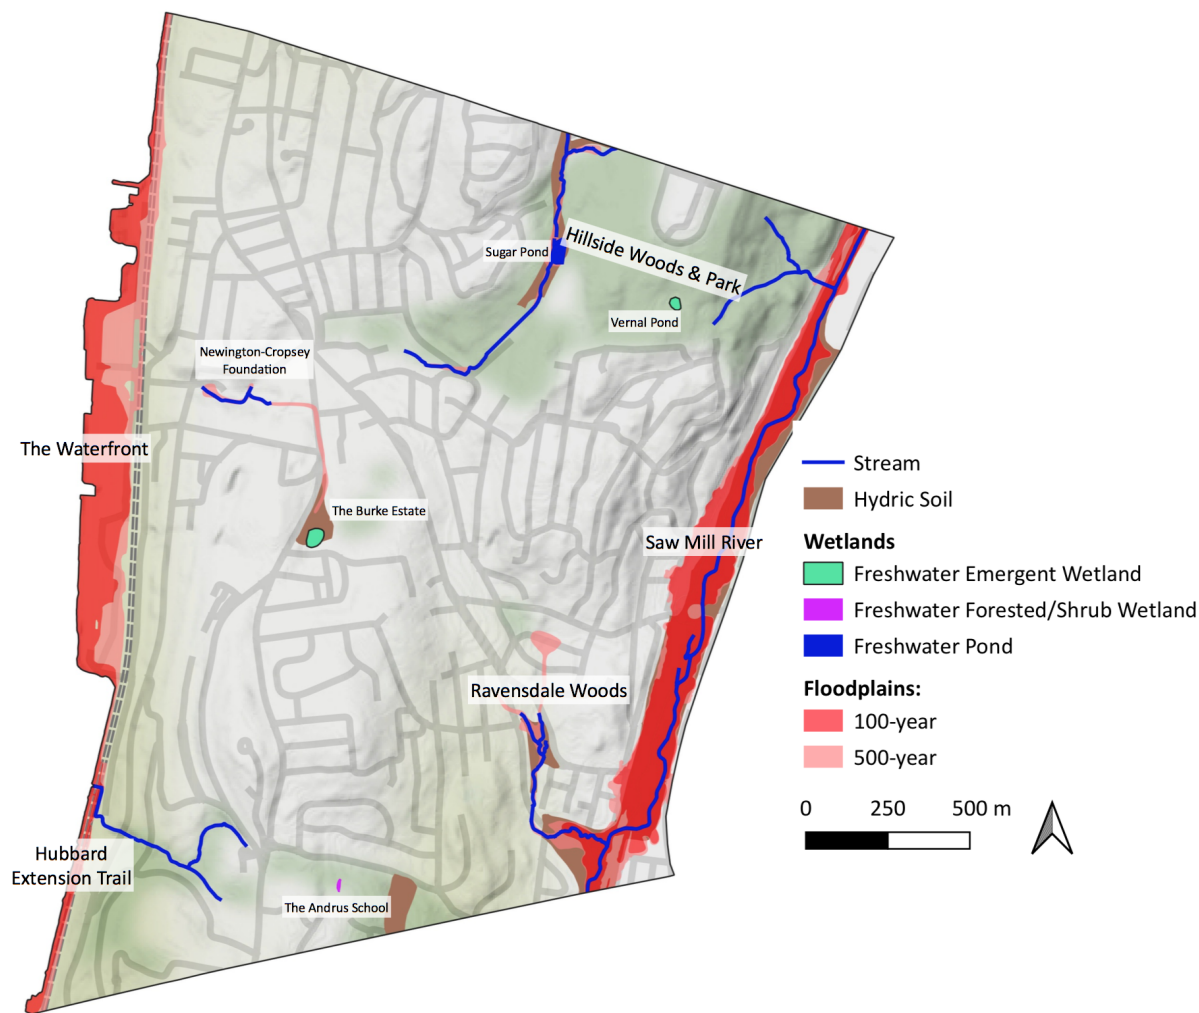 Sugar Pond
Hillside Woods & Park
Vernal Pond
Newington-Cropsey
Foundation
The Waterfront
The Burke Estate
Saw Mill River
Ravensdale Woods
Hubbard
Extension Trail
The Andrus School
Stream
Hydric Soil
Wetlands
Freshwater Emergent Wetland
Freshwater Forested/Shrub Wetland
Freshwater Pond
Floodplains:
100-year
500-year
0 250 500 m